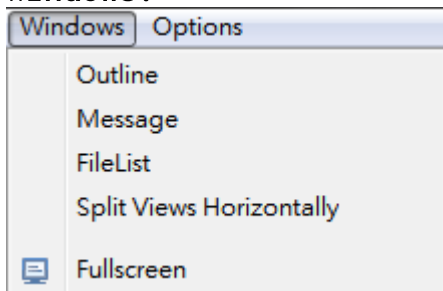 Windows Options
Outline
Message
FileList
Split Views Horizontally
Fullscreen